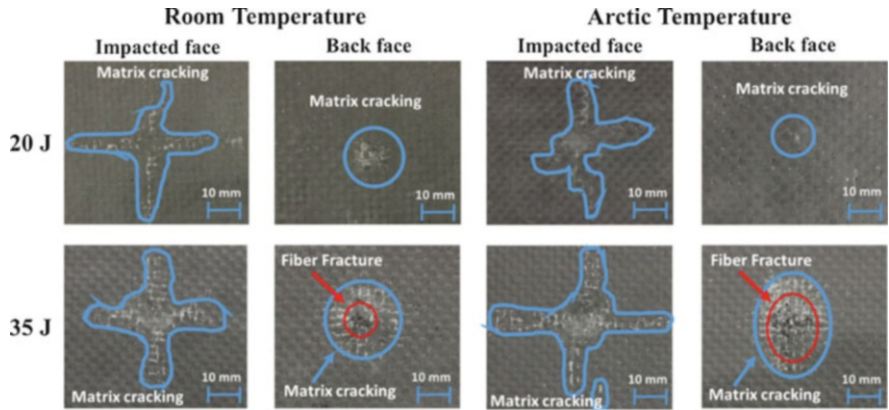 Room Temperature
Arctic Temperature
Impacted face
Back face
Impacted face
Back face
20 J
Matrix cracking
10 mm
Matrix cracking
10 mm
Matrix cracking
10 mm
Matrix cracking
10 mm
35 J
Matrix cracking
10 mm
Fiber Fracture
Matrix cracking
10 mm
Matrix cracking
10 mm
Fiber Fracture
Matrix cracking
10 mm